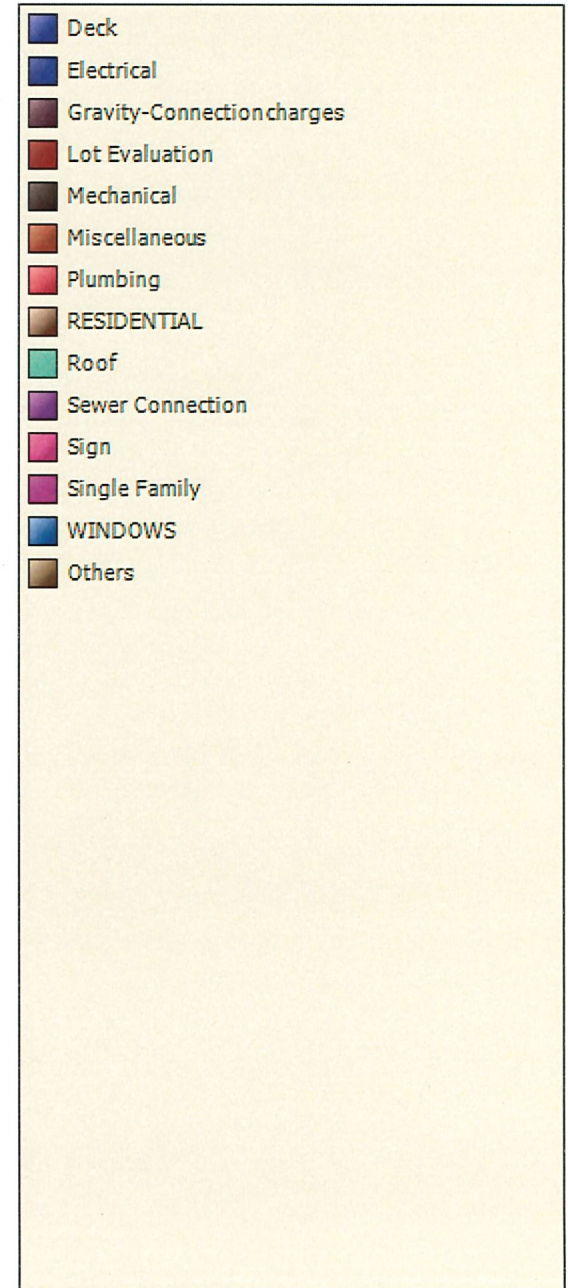 Deck
Electrical
Gravity-Connectioncharges
Lot Evaluation
Mechanical
Miscellaneous
Plumbing
RESIDENTIAL
Roof
Sewer Connection
Sign
Single Family
WINDOWS
Others